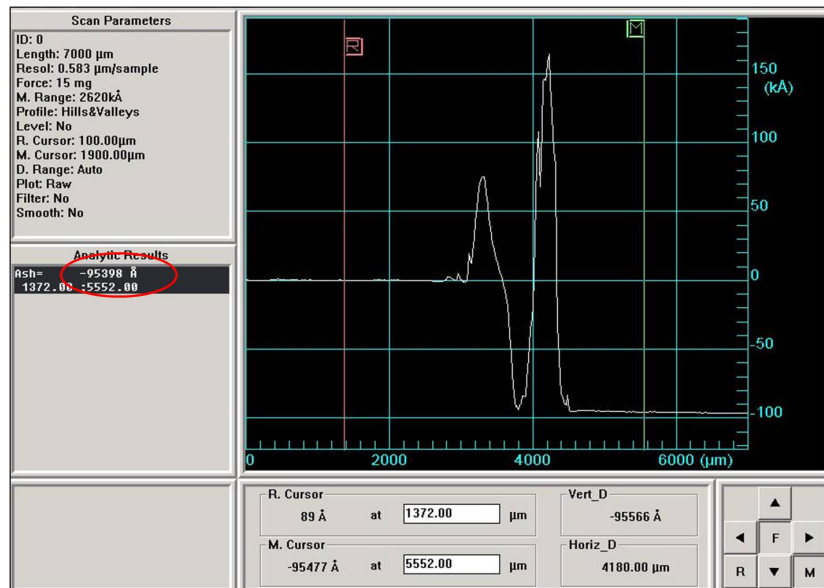 Scan Parameters
ID: 0
Length: 7000 µm
Resol: 0.583 µm/sample
Force: 15 mg
M. Range: 2620kÅ
Profile: Hills&Valleys
Level: No
R. Cursor: 100.00µm
M. Cursor: 1900.00µm
D. Range: Auto
Plot: Raw
Filter: No
Smooth: No
Analytic Results
Ash= -95398 Å
1372.00 :5552.00
R
M
150
(kÅ)
100
50
0
-50
-100
0 2000 4000 6000 (µm)
R. Cursor
89 Å at 1372.00 µm
M. Cursor
-95477 Å at 5552.00 µm
Vert_D
-95566 Å
Horiz_D
4180.00 µm
F
R M